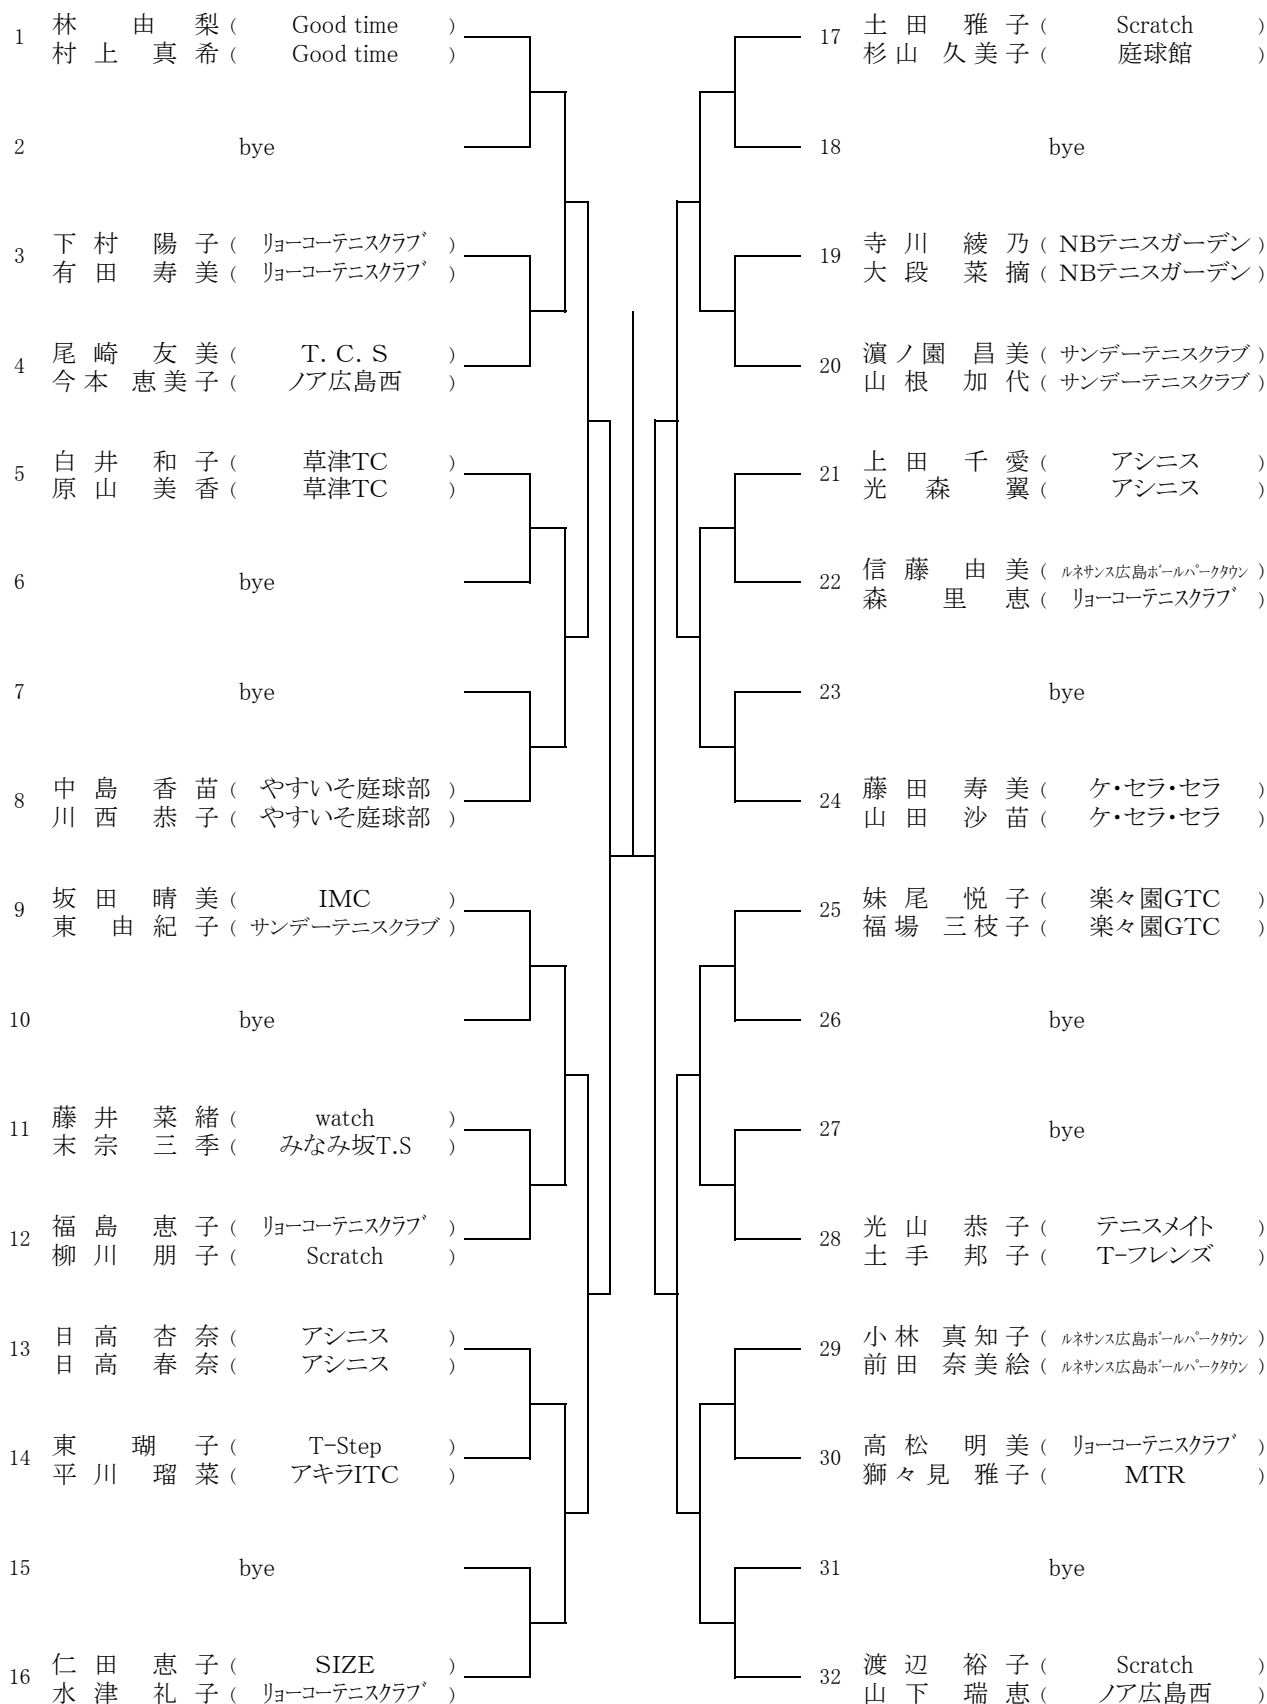 1 林 由 梨 ( Good time )
村 上 真 希 ( Good time )
2 bye
3 下 村 陽 子 ( リョーコーテニスクラブ )
有 田 寿 美 ( リョーコーテニスクラブ )
4 尾 崎 友 美 ( T. C. S )
今 本 恵 美 子 ( ノア広島西 )
5 白 井 和 子 ( 草津TC )
原 山 美 香 ( 草津TC )
6 bye
7 bye
8 中 島 香 苗 ( やすいそ庭球部 )
川 西 恭 子 ( やすいそ庭球部 )
9 坂 田 晴 美 ( IMC )
東 由 紀 子 ( サンデーテニスクラブ )
10 bye
11 藤 井 菜 緒 ( watch )
末 宗 三 季 ( みなみ坂T.S )
12 福 島 恵 子 ( リョーコーテニスクラブ )
柳 川 朋 子 ( Scratch )
13 日 高 杏 奈 ( アシニス )
日 高 春 奈 ( アシニス )
14 東 瑚 子 ( T-Step )
平 川 瑠 菜 ( アキラITC )
15 bye
16 仁 田 恵 子 ( SIZE )
水 津 礼 子 ( リョーコーテニスクラブ )
17 土 田 雅 子 ( Scratch )
杉 山 久 美 子 ( 庭球館 )
18 bye
19 寺 川 綾 乃 ( NBテニスガーデン )
大 段 菜 摘 ( NBテニスガーデン )
20 濵 ノ 園 昌 美 ( サンデーテニスクラブ )
山 根 加 代 ( サンデーテニスクラブ )
21 上 田 千 愛 ( アシニス )
光 森 翼 ( アシニス )
22 信 藤 由 美 ( ルネサンス広島ボールパークタウン )
森 里 恵 ( リョーコーテニスクラブ )
23 bye
24 藤 田 寿 美 ( ケ・セラ・セラ )
山 田 沙 苗 ( ケ・セラ・セラ )
25 妹 尾 悦 子 ( 楽々園GTC )
福 場 三 枝 子 ( 楽々園GTC )
26 bye
27 bye
28 光 山 恭 子 ( テニスメイト )
土 手 邦 子 ( T-フレンズ )
29 小 林 真 知 子 ( ルネサンス広島ボールパークタウン )
前 田 奈 美 絵 ( ルネサンス広島ボールパークタウン )
30 高 松 明 美 ( リョーコーテニスクラブ )
獅 々 見 雅 子 ( MTR )
31 bye
32 渡 辺 裕 子 ( Scratch )
山 下 瑞 恵 ( ノア広島西 )